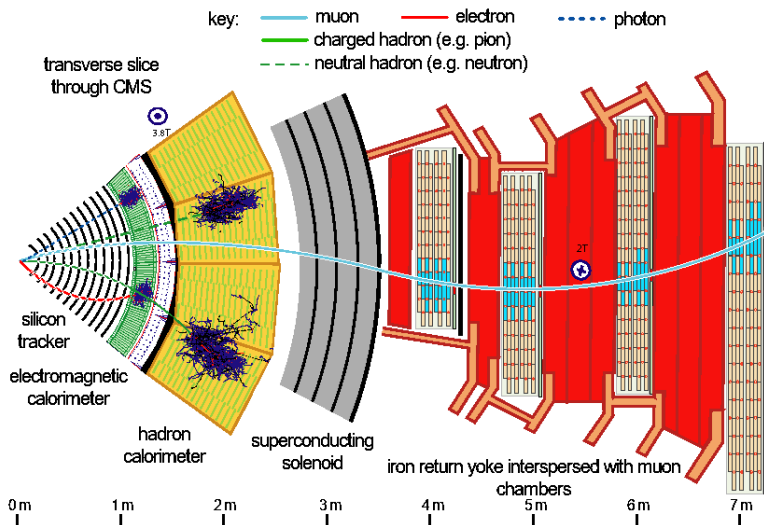 key: muon electron photon
charged hadron (e.g. pion)
neutral hadron (e.g. neutron)
transverse slice
through CMS
3.8T
2T
silicon
tracker
electromagnetic
calorimeter
hadron
calorimeter
superconducting
solenoid
iron return yoke interspersed with muon
chambers
0 m 1 m 2 m 3 m 4 m 5 m 6 m 7 m